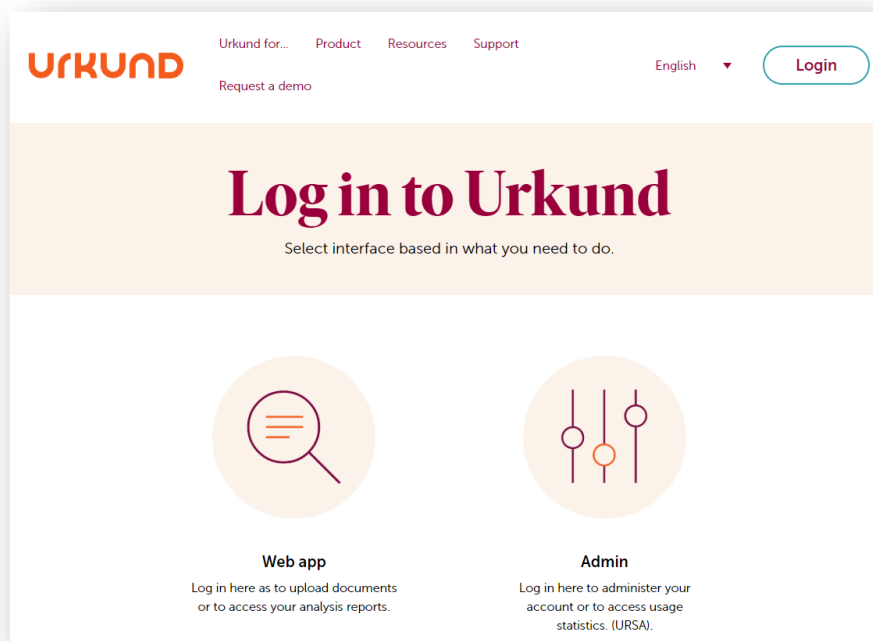 urkund
Urkund for... Product Resources Support
Request a demo
English
Login
Log in to Urkund
Select interface based in what you need to do.
Web app
Log in here as to upload documents
or to access your analysis reports.
Admin
Log in here to administer your
account or to access usage
statistics. (URSA).